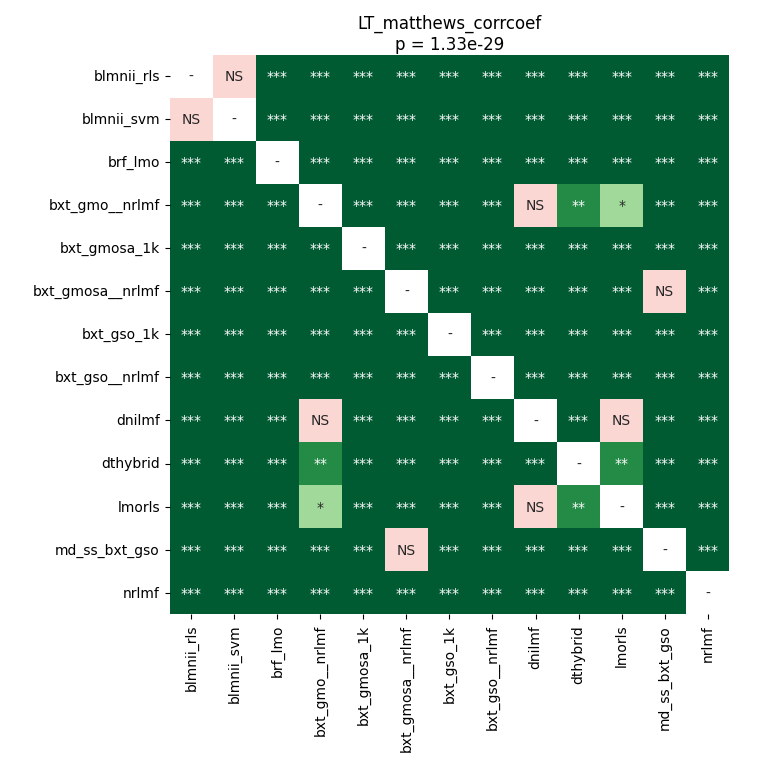 LT_matthews_corrcoef
p = 1.33e-29
blmnii_rls - NS *** *** *** *** *** *** *** *** *** *** ***
blmnii_svm NS - *** *** *** *** *** *** *** *** *** *** ***
brf_lmo *** *** - *** *** *** *** *** *** *** *** *** ***
bxt_gmo__nrlmf *** *** *** - *** *** *** *** NS ** * *** ***
bxt_gmosa_1k *** *** *** *** - *** *** *** *** *** *** *** ***
bxt_gmosa__nrlmf *** *** *** *** *** - *** *** *** *** *** NS ***
bxt_gso_1k *** *** *** *** *** *** - *** *** *** *** *** ***
bxt_gso__nrlmf *** *** *** *** *** *** *** - *** *** *** *** ***
dnilmf *** *** *** NS *** *** *** *** - *** NS *** ***
dthybrid *** *** *** ** *** *** *** *** *** - ** *** ***
lmorls *** *** *** * *** *** *** *** NS ** - *** ***
md_ss_bxt_gso *** *** *** *** *** NS *** *** *** *** *** - ***
nrlmf *** *** *** *** *** *** *** *** *** *** *** *** -
blmnii_rls
blmnii_svm
brf_lmo
bxt_gmo__nrlmf
bxt_gmosa_1k
bxt_gmosa__nrlmf
bxt_gso_1k
bxt_gso__nrlmf
dnilmf
dthybrid
lmorls
md_ss_bxt_gso
nrlmf